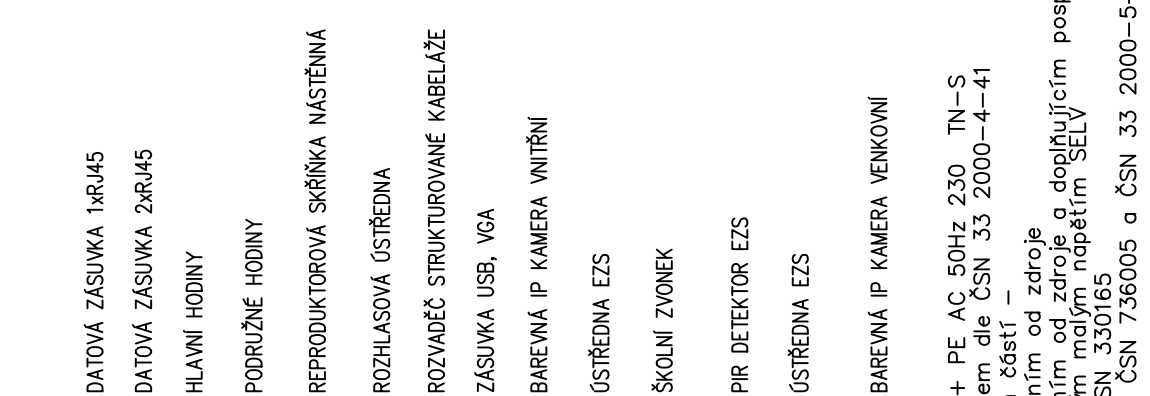 DATOVÁ ZÁSUVKA 1xRJ45
DATOVÁ ZÁSUVKA 2xRJ45
HLAVNÍ HODINY
PODRUŽNÉ HODINY
REPRODUKTOROVÁ SKŘÍŇKA NÁSTĚNNÁ
ROZHLASOVÁ ÚSTŘEDNA
ROZVADĚČ STRUKTUROVANÉ KABELÁŽE
ZÁSUVKA USB, VGA
BAREVNÁ IP KAMERA VNITŘNÍ
ÚSTŘEDNA EZS
ŠKOLNÍ ZVONEK
PIR DETEKTOR EZS
ÚSTŘEDNA EZS
BAREVNÁ IP KAMERA VENKOVNÍ
+ PE AC 50Hz 230 TN-S
em dle ČSN 33 2000-4-41
částí -
ním od zdroje
ním od zdroje a doplňujícím posp
ým malým napětím SELV
SN 330165
ČSN 736005 a ČSN 33 2000-5-